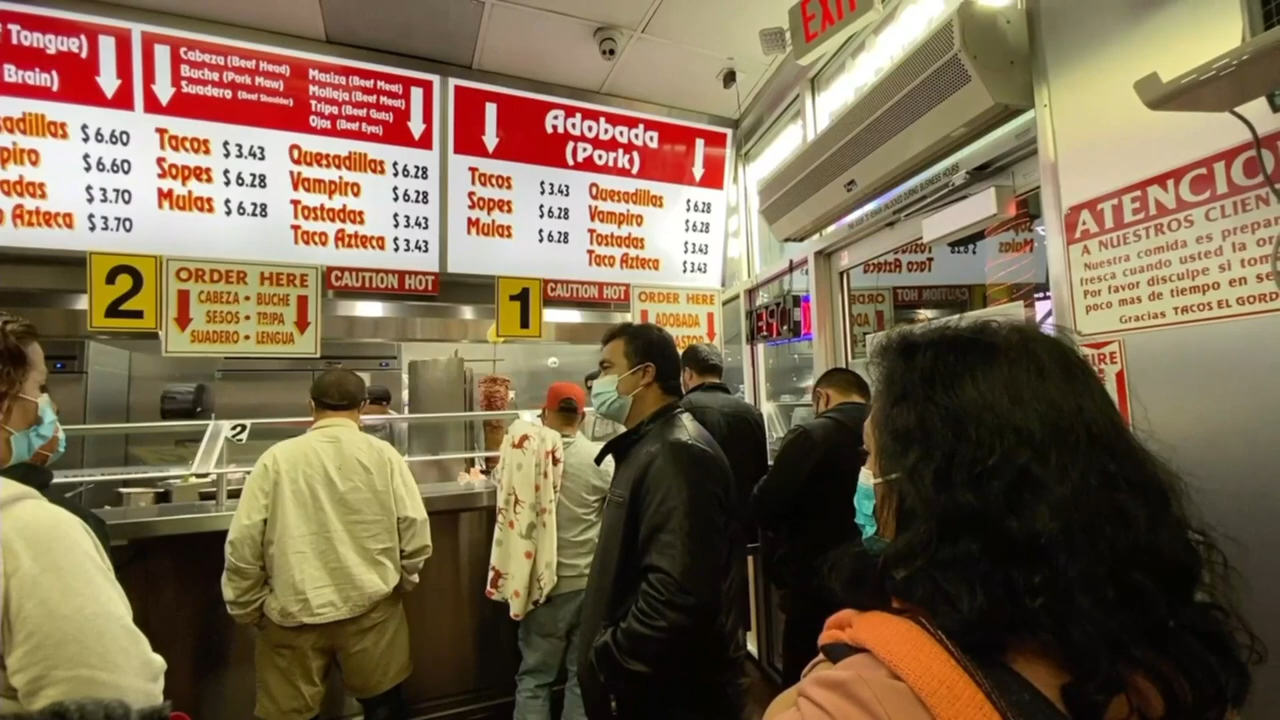 Tongue)
Brain)
$6.60
$6.60
$3.70
Azteca $3.70
Cabeza (Beef Head)
Buche (Pork Maw)
Suadero (Beef Shoulder)
Masiza (Beef Meat)
Molleja (Beef Meat)
Tripa (Beef Guts)
Ojos (Beef Eyes)
Tacos $3.43
Sopes $6.28
Mulas $6.28
Quesadillas $6.28
Vampiro $6.28
Tostadas $3.43
Taco Azteca $3.43
Adobada
(Pork)
Tacos $3.43
Sopes $6.28
Mulas $6.28
Quesadillas $6.28
Vampiro $6.28
Tostadas $3.43
Taco Azteca $3.43
EXIT
2
ORDER HERE
CABEZA • BUCHE
SESOS • TRIPA
SUADERO • LENGUA
CAUTION HOT
1
CAUTION HOT
ORDER HERE
ADOBADA
2
ATENCIO
A NUESTROS CLIEN
Nuestra comida es prepar
fresca cuando usted la or
Por favor disculpe si tom
poco mas de tiempo en se
Gracias TACOS EL GORD